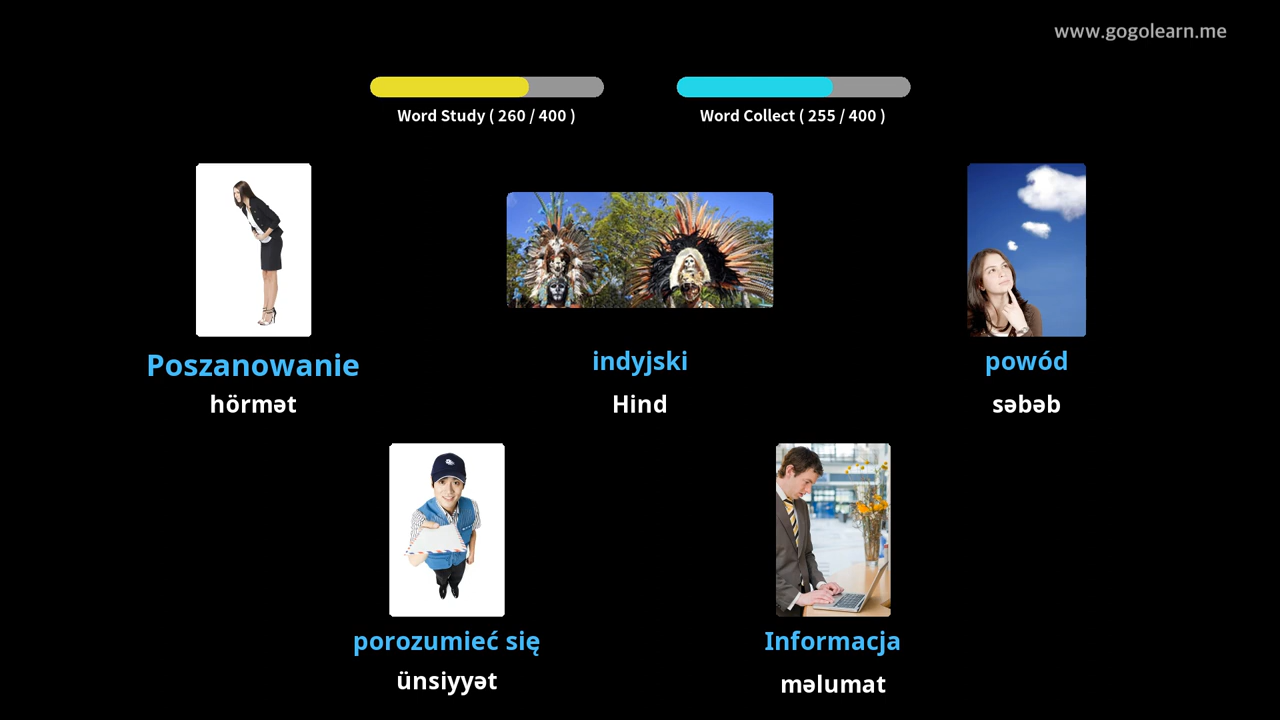 www.gogolearn.me
Word Study ( 260 / 400 )
Word Collect ( 255 / 400 )
Poszanowanie
hörmət
indyjski
Hind
powód
səbəb
porozumieć się
ünsiyyət
Informacja
məlumat